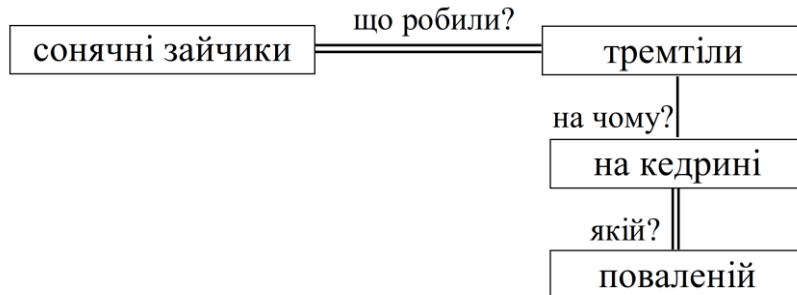 що робили?
сонячні зайчики тремтіли
на чому?
на кедрині
якій?
поваленій